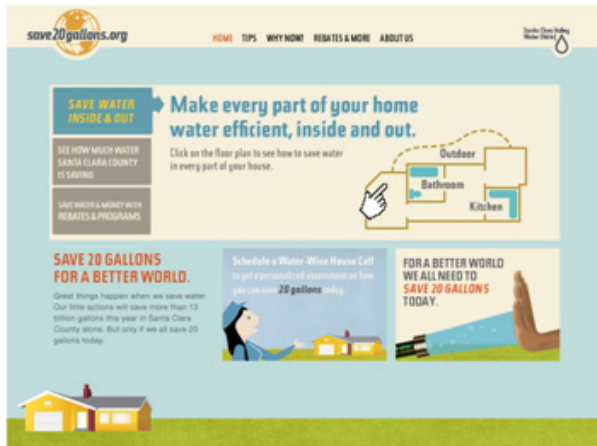 save20gallons.org
HOME TIPS WHY NOW! REBATES & MORE ABOUT US
Santa Clara Valley
Water District
SAVE WATER
INSIDE & OUT
SEE HOW MUCH WATER
SANTA CLARA COUNTY
IS SAVING
SAVE WATER & MONEY WITH
REBATES & PROGRAMS
Make every part of your home
water efficient, inside and out.
Click on the floor plan to see how to save water
in every part of your house.
Outdoor
Bathroom
Kitchen
SAVE 20 GALLONS
FOR A BETTER WORLD.
Great things happen when we save water.
Our little actions will save more than 13
billion gallons this year in Santa Clara
County alone. But only if we all save 20
gallons today.
Schedule a Water-Wise House Call
to get a personalized assessment on how
you can save 20 gallons today.
FOR A BETTER WORLD
WE ALL NEED TO
SAVE 20 GALLONS
TODAY.